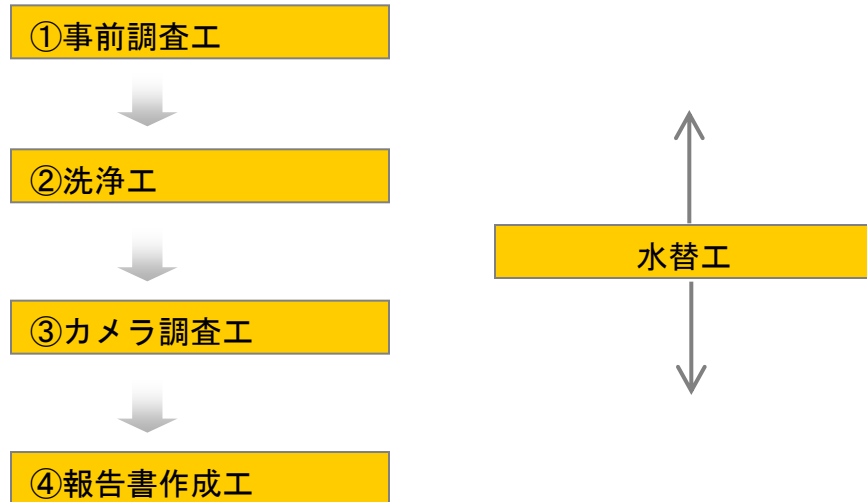 ①事前調査工
②洗浄工
水替工
③カメラ調査工
④報告書作成工